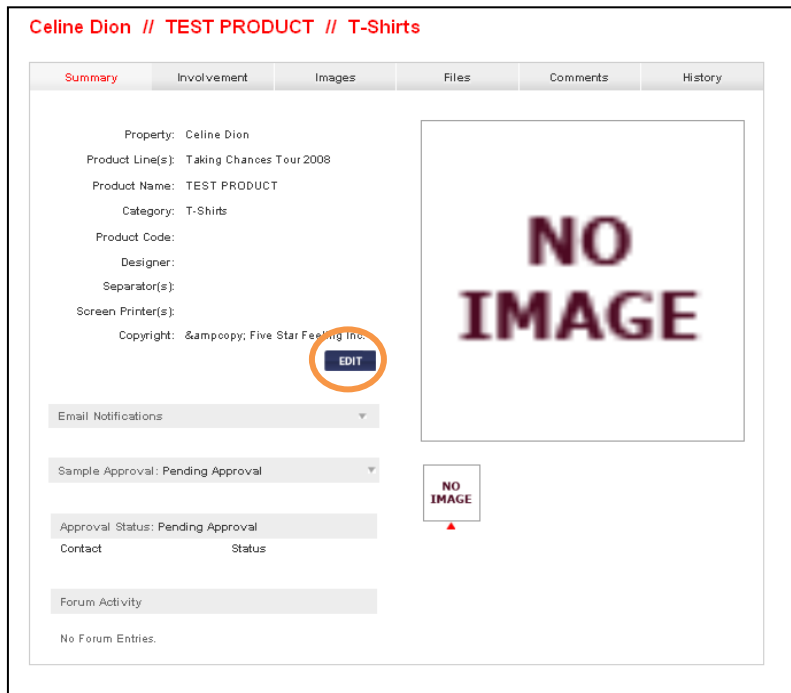 Celine Dion // TEST PRODUCT // T-Shirts
Summary Involvement Images Files Comments History
Property: Celine Dion
Product Line(s): Taking Chances Tour 2008
Product Name: TEST PRODUCT
Category: T-Shirts
Product Code:
Designer:
Separator(s):
Screen Printer(s):
Copyright: &ampcopy; Five Star Feeling Inc.
EDIT
NO
IMAGE
Email Notifications
Sample Approval: Pending Approval
NO
IMAGE
Approval Status: Pending Approval
Contact Status
Forum Activity
No Forum Entries.